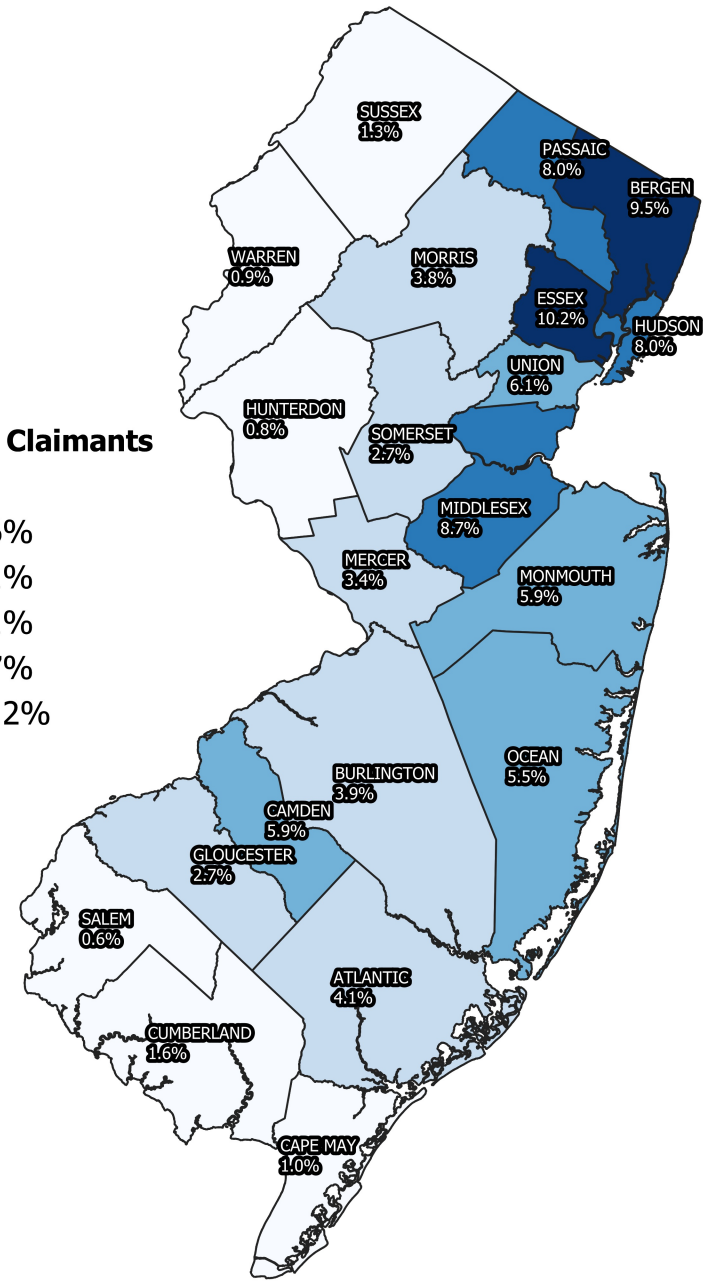 SUSSEX
1.3%
PASSAIC
8.0%
BERGEN
9.5%
WARREN
0.9%
MORRIS
3.8%
ESSEX
10.2%
HUDSON
8.0%
UNION
6.1%
HUNTERDON
0.8%
SOMERSET
2.7%
Claimants
MIDDLESEX
8.7%
%
MERCER
3.4%
%
MONMOUTH
5.9%
%
7%
2%
OCEAN
5.5%
BURLINGTON
3.9%
CAMDEN
5.9%
GLOUCESTER
2.7%
SALEM
0.6%
ATLANTIC
4.1%
CUMBERLAND
1.6%
CAPE MAY
1.0%